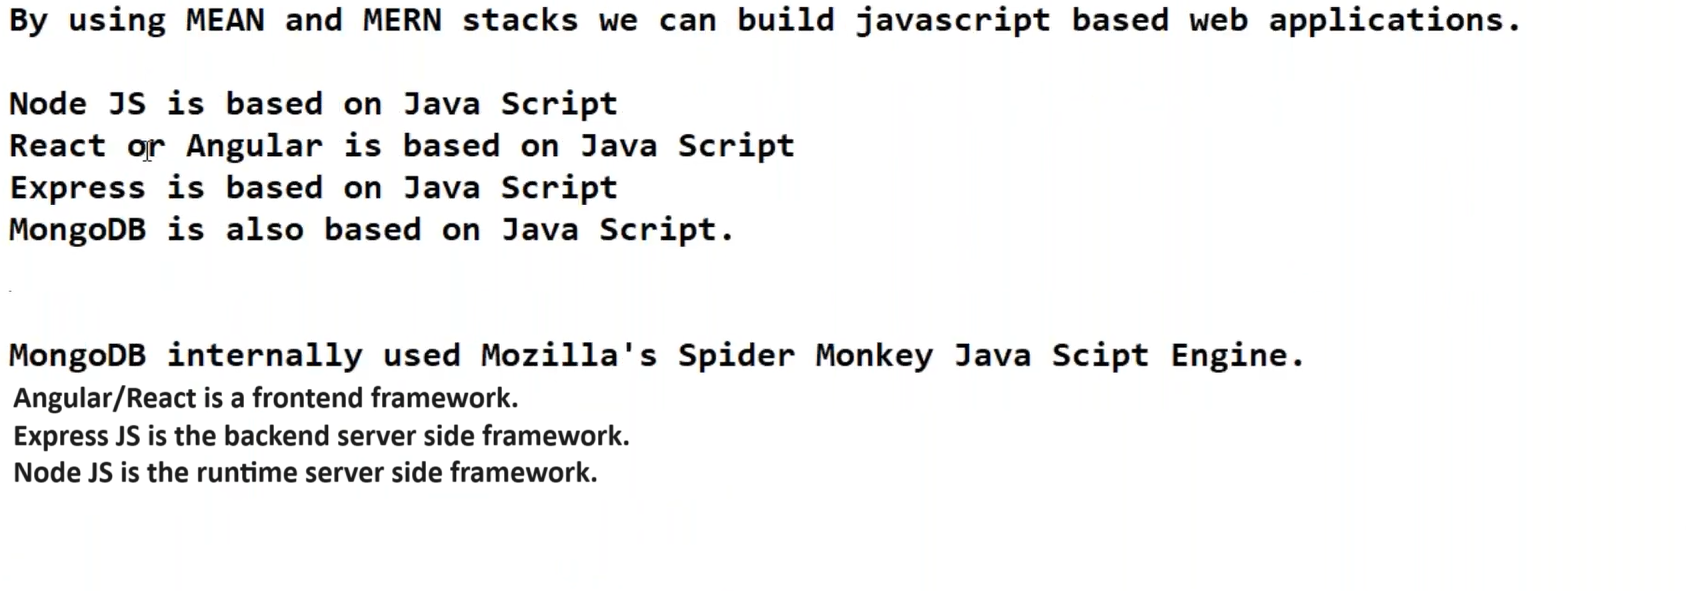 By using MEAN and MERN stacks we can build javascript based web applications.
Node JS is based on Java Script
React or Angular is based on Java Script
Express is based on Java Script
MongoDB is also based on Java Script.
MongoDB internally used Mozilla's Spider Monkey Java Scipt Engine.
Angular/React is a frontend framework.
Express JS is the backend server side framework.
Node JS is the runtime server side framework.